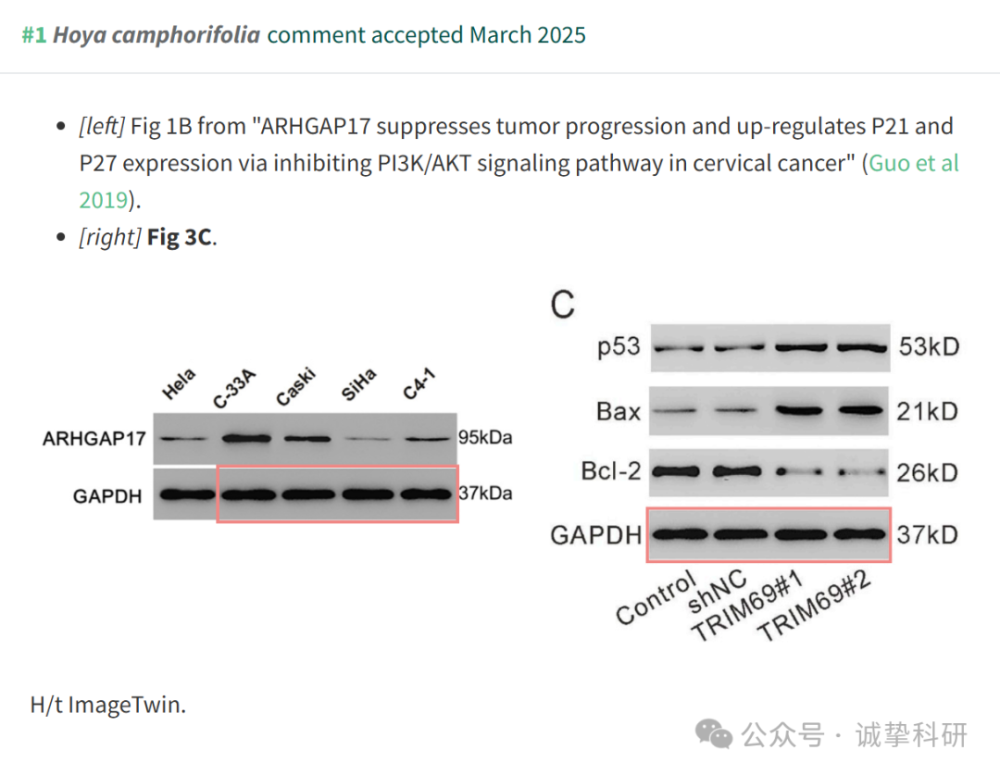 #1 Hoya camphorifolia comment accepted March 2025
• [left] Fig 1B from "ARHGAP17 suppresses tumor progression and up-regulates P21 and
P27 expression via inhibiting PI3K/AKT signaling pathway in cervical cancer" (Guo et al
2019).
• [right] Fig 3C.
Hela C-33A Caski SiHa C4-1
ARHGAP17 95kDa
GAPDH 37kDa
C
p53 53kD
Bax 21kD
Bcl-2 26kD
GAPDH 37kD
Control shNC TRIM69#1 TRIM69#2
H/t ImageTwin.
公众号 · 诚挚科研